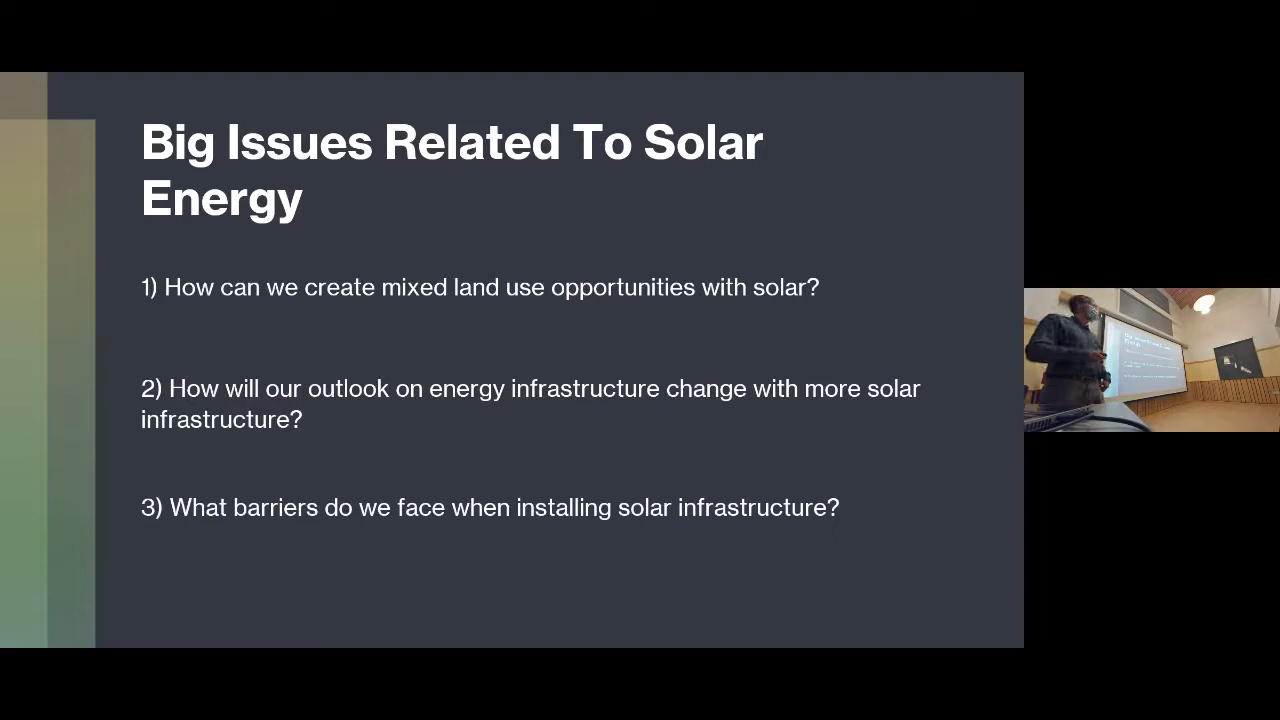 Big Issues Related To Solar
Energy
1) How can we create mixed land use opportunities with solar?
2) How will our outlook on energy infrastructure change with more solar
infrastructure?
3) What barriers do we face when installing solar infrastructure?